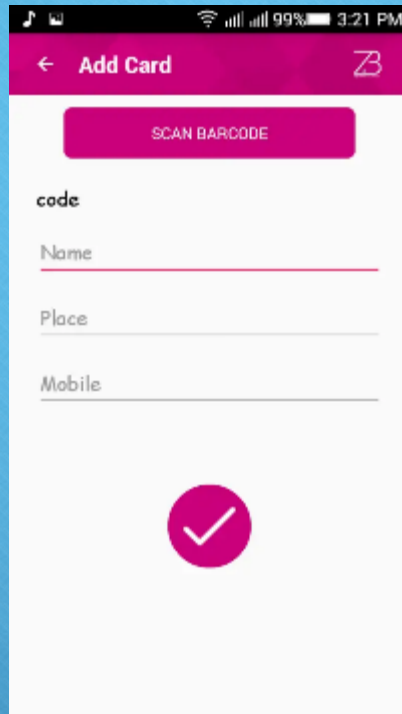 99% 3:21 PM
Add Card
SCAN BARCODE
code
Name
Place
Mobile